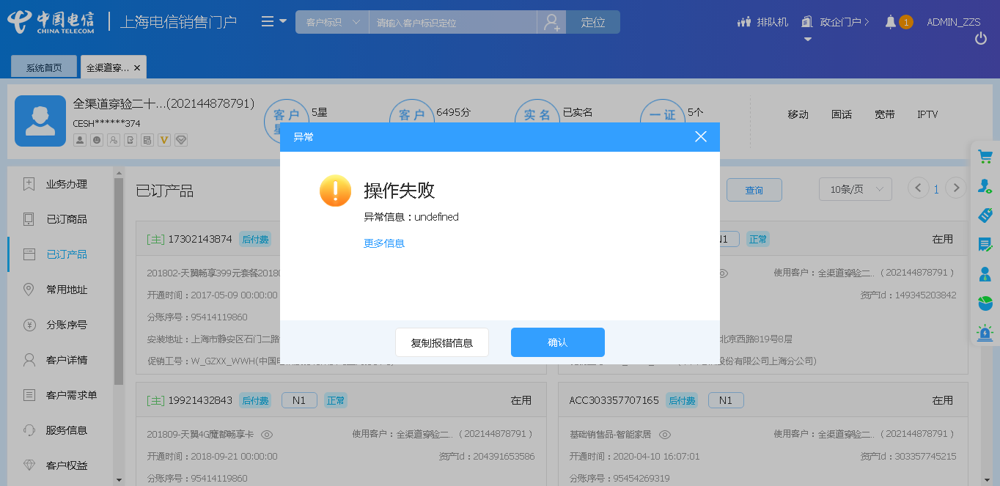 中国电信
CHINA TELECOM
上海电信销售门户
客户标识
请输入客户标识定位
定位
排队机
政企门户
1
ADMIN_ZZS
系统首页
全渠道穿...
全渠道穿验二十...(202144878791)
CESH******374
客户
5星
客户
6495分
实名
已实名
一证
5个
移动
固话
宽带
IPTV
异常
操作失败
异常信息：undefined
更多信息
复制报错信息
确认
业务办理
已订商品
已订产品
常用地址
分账序号
客户详情
客户需求单
服务信息
客户权益
已订产品
查询
10条/页
1
[主] 17302143874
后付费
正常
在用
201802-天翼畅享399元套餐2018
使用客户：全渠道穿验二..（202144878791）
开通时间：2017-05-09 00:00:00
资产Id：149345203842
分账序号：95414119860
安装地址：上海市静安区石门二路
北京西路819号8层
促销工号：W_GZXX_WWH(中国电
股份有限公司上海分公司)
[主] 19921432843
后付费
N1
正常
在用
ACC303357707165
后付费
N1
在用
201809-天翼4G魔都畅享卡
使用客户：全渠道穿验二..（202144878791）
基础销售品-智能家居
使用客户：全渠道穿验二..（202144878791）
开通时间：2018-09-21 00:00:00
资产Id：204391653586
开通时间：2020-04-10 16:07:01
资产Id：303357745215
分账序号：95414119860
分账序号：95454269319